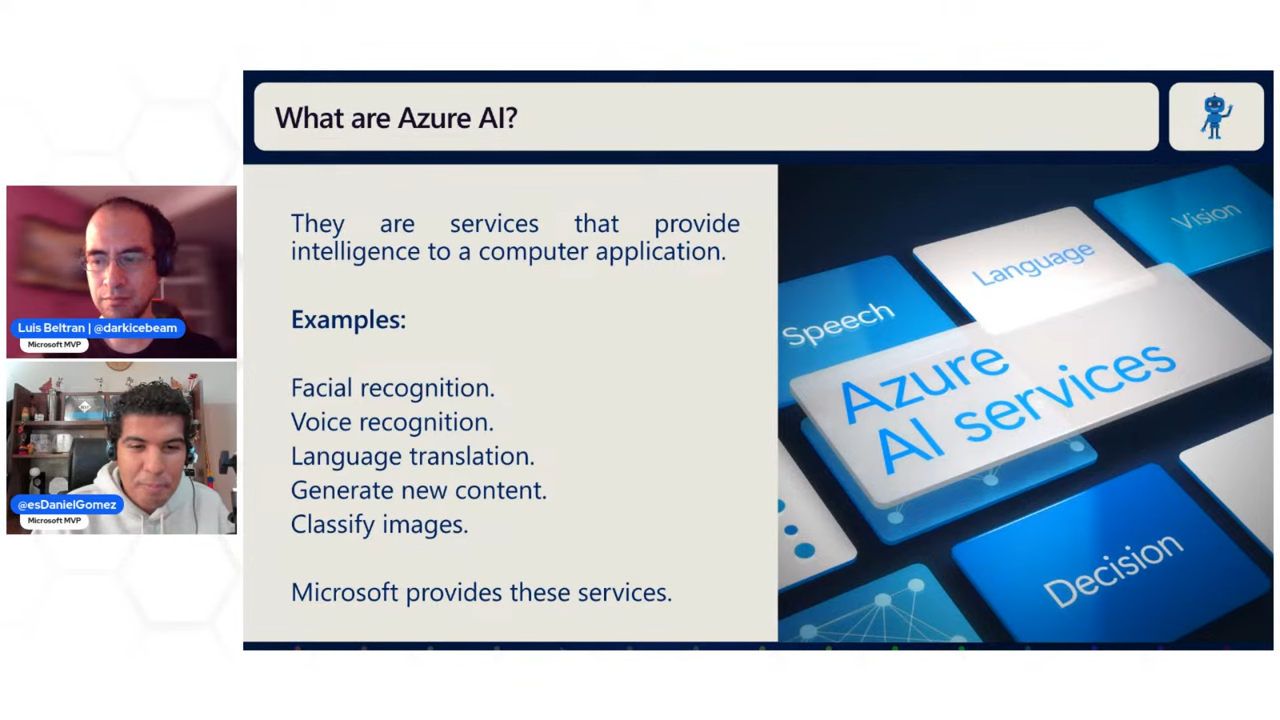 What are Azure AI?
They are services that provide
intelligence to a computer application.
Examples:
Facial recognition.
Voice recognition.
Language translation.
Generate new content.
Classify images.
Microsoft provides these services.
Vision
Language
Speech
Azure
AI services
Decision
Luis Beltran | @darkicebeam
Microsoft MVP
@esDanielGomez
Microsoft MVP